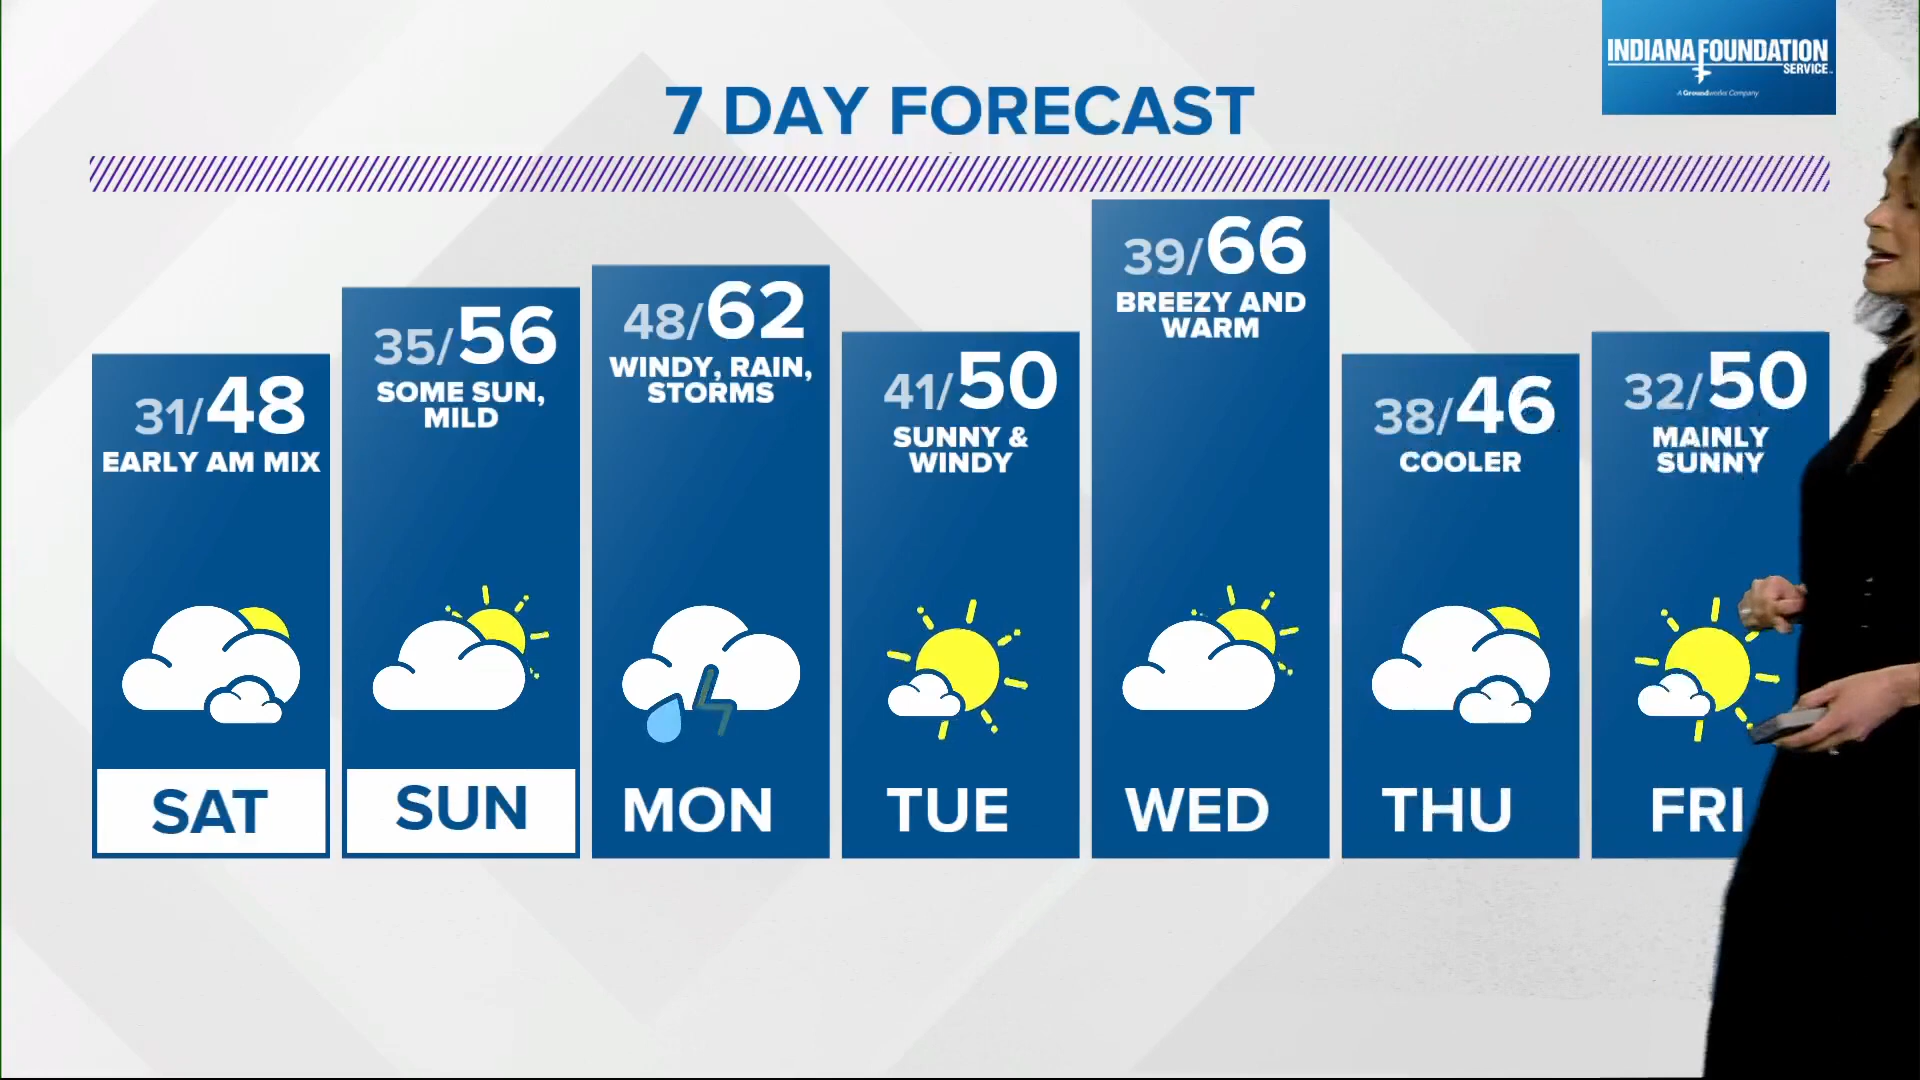 INDIANA FOUNDATION
SERVICE
A Groundworks Company
7 DAY FORECAST
31/48
EARLY AM MIX
SAT
35/56
SOME SUN,
MILD
SUN
48/62
WINDY, RAIN,
STORMS
MON
41/50
SUNNY &
WINDY
TUE
39/66
BREEZY AND
WARM
WED
38/46
COOLER
THU
32/50
MAINLY
SUNNY
FRI